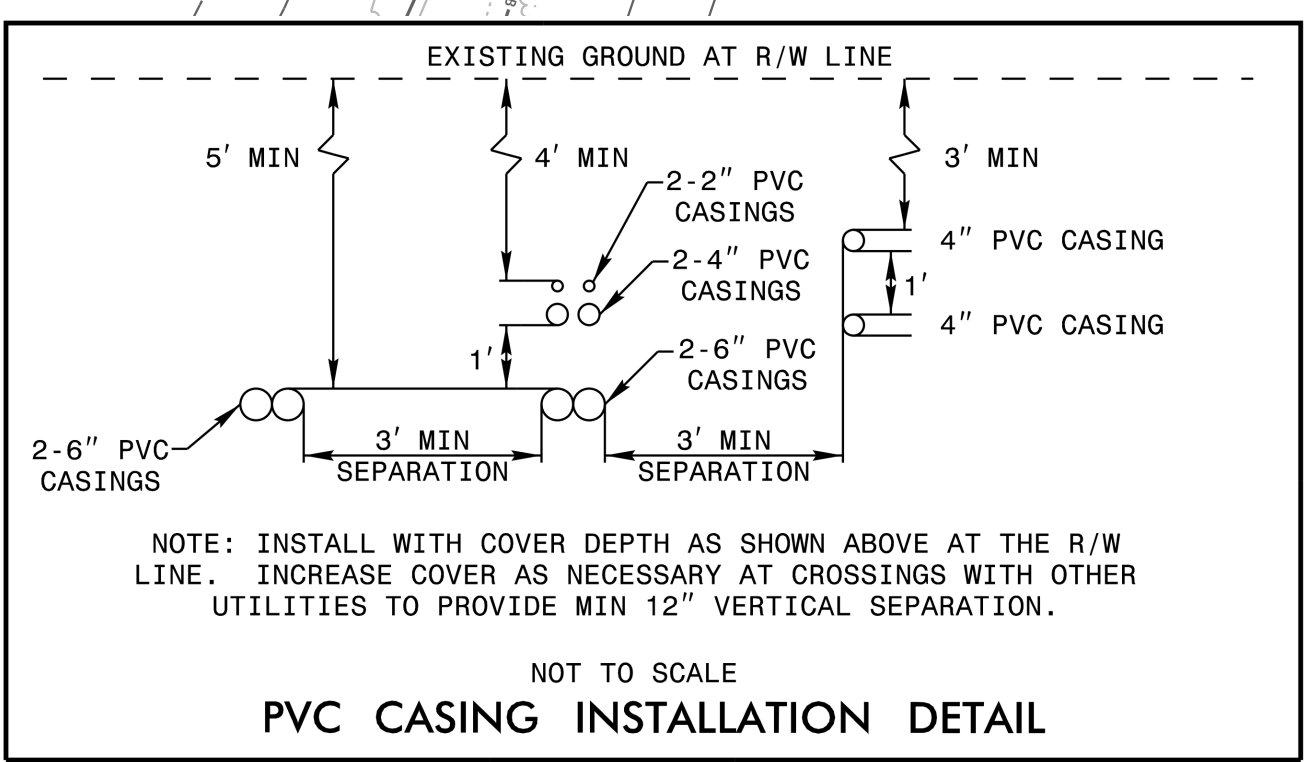 EXISTING GROUND AT R/W LINE
5' MIN
4' MIN
3' MIN
2-2" PVC
CASINGS
4" PVC CASING
2-4" PVC
CASINGS
1'
4" PVC CASING
1'
2-6" PVC
CASINGS
2-6" PVC
CASINGS
3' MIN
SEPARATION
3' MIN
SEPARATION
NOTE: INSTALL WITH COVER DEPTH AS SHOWN ABOVE AT THE R/W
LINE. INCREASE COVER AS NECESSARY AT CROSSINGS WITH OTHER
UTILITIES TO PROVIDE MIN 12" VERTICAL SEPARATION.
NOT TO SCALE
PVC CASING INSTALLATION DETAIL